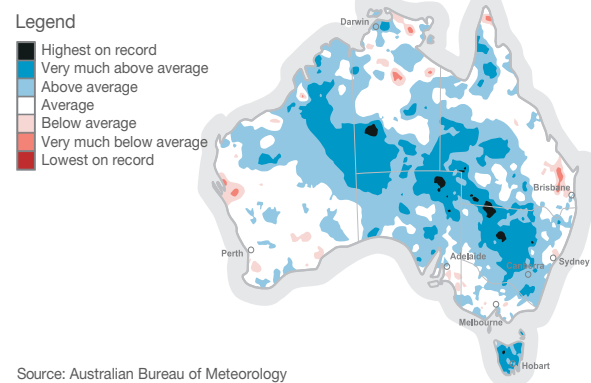 Legend
Highest on record
Very much above average
Above average
Average
Below average
Very much below average
Lowest on record
Darwin
Brisbane
Perth
Adelaide
Sydney
Canberra
Melbourne
Hobart
Source: Australian Bureau of Meteorology